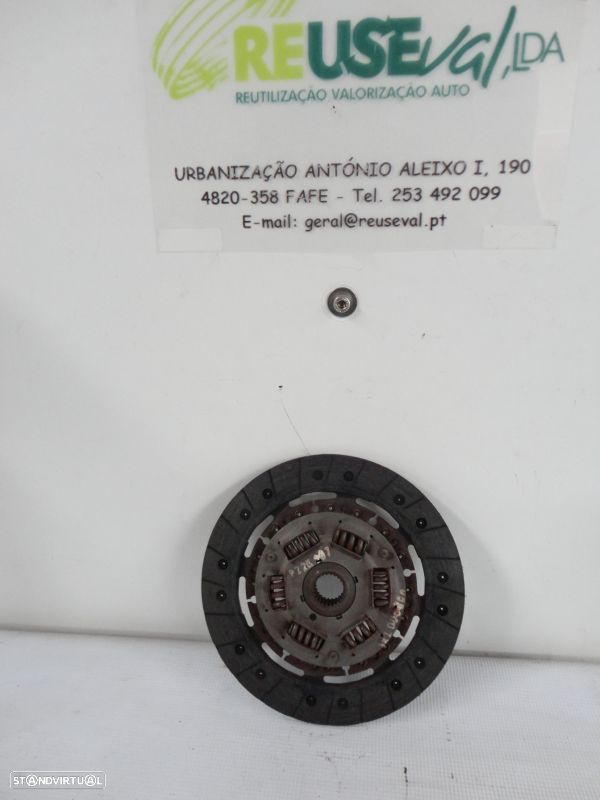 REUSEval, LDA
REUTILIZAÇÃO VALORIZAÇÃO AUTO
URBANIZAÇÃO ANTÓNIO ALEIXO I, 190
4820-358 FAFE - Tel. 253 492 099
E-mail: geral@reuseval.pt
STANDVIRTUAL